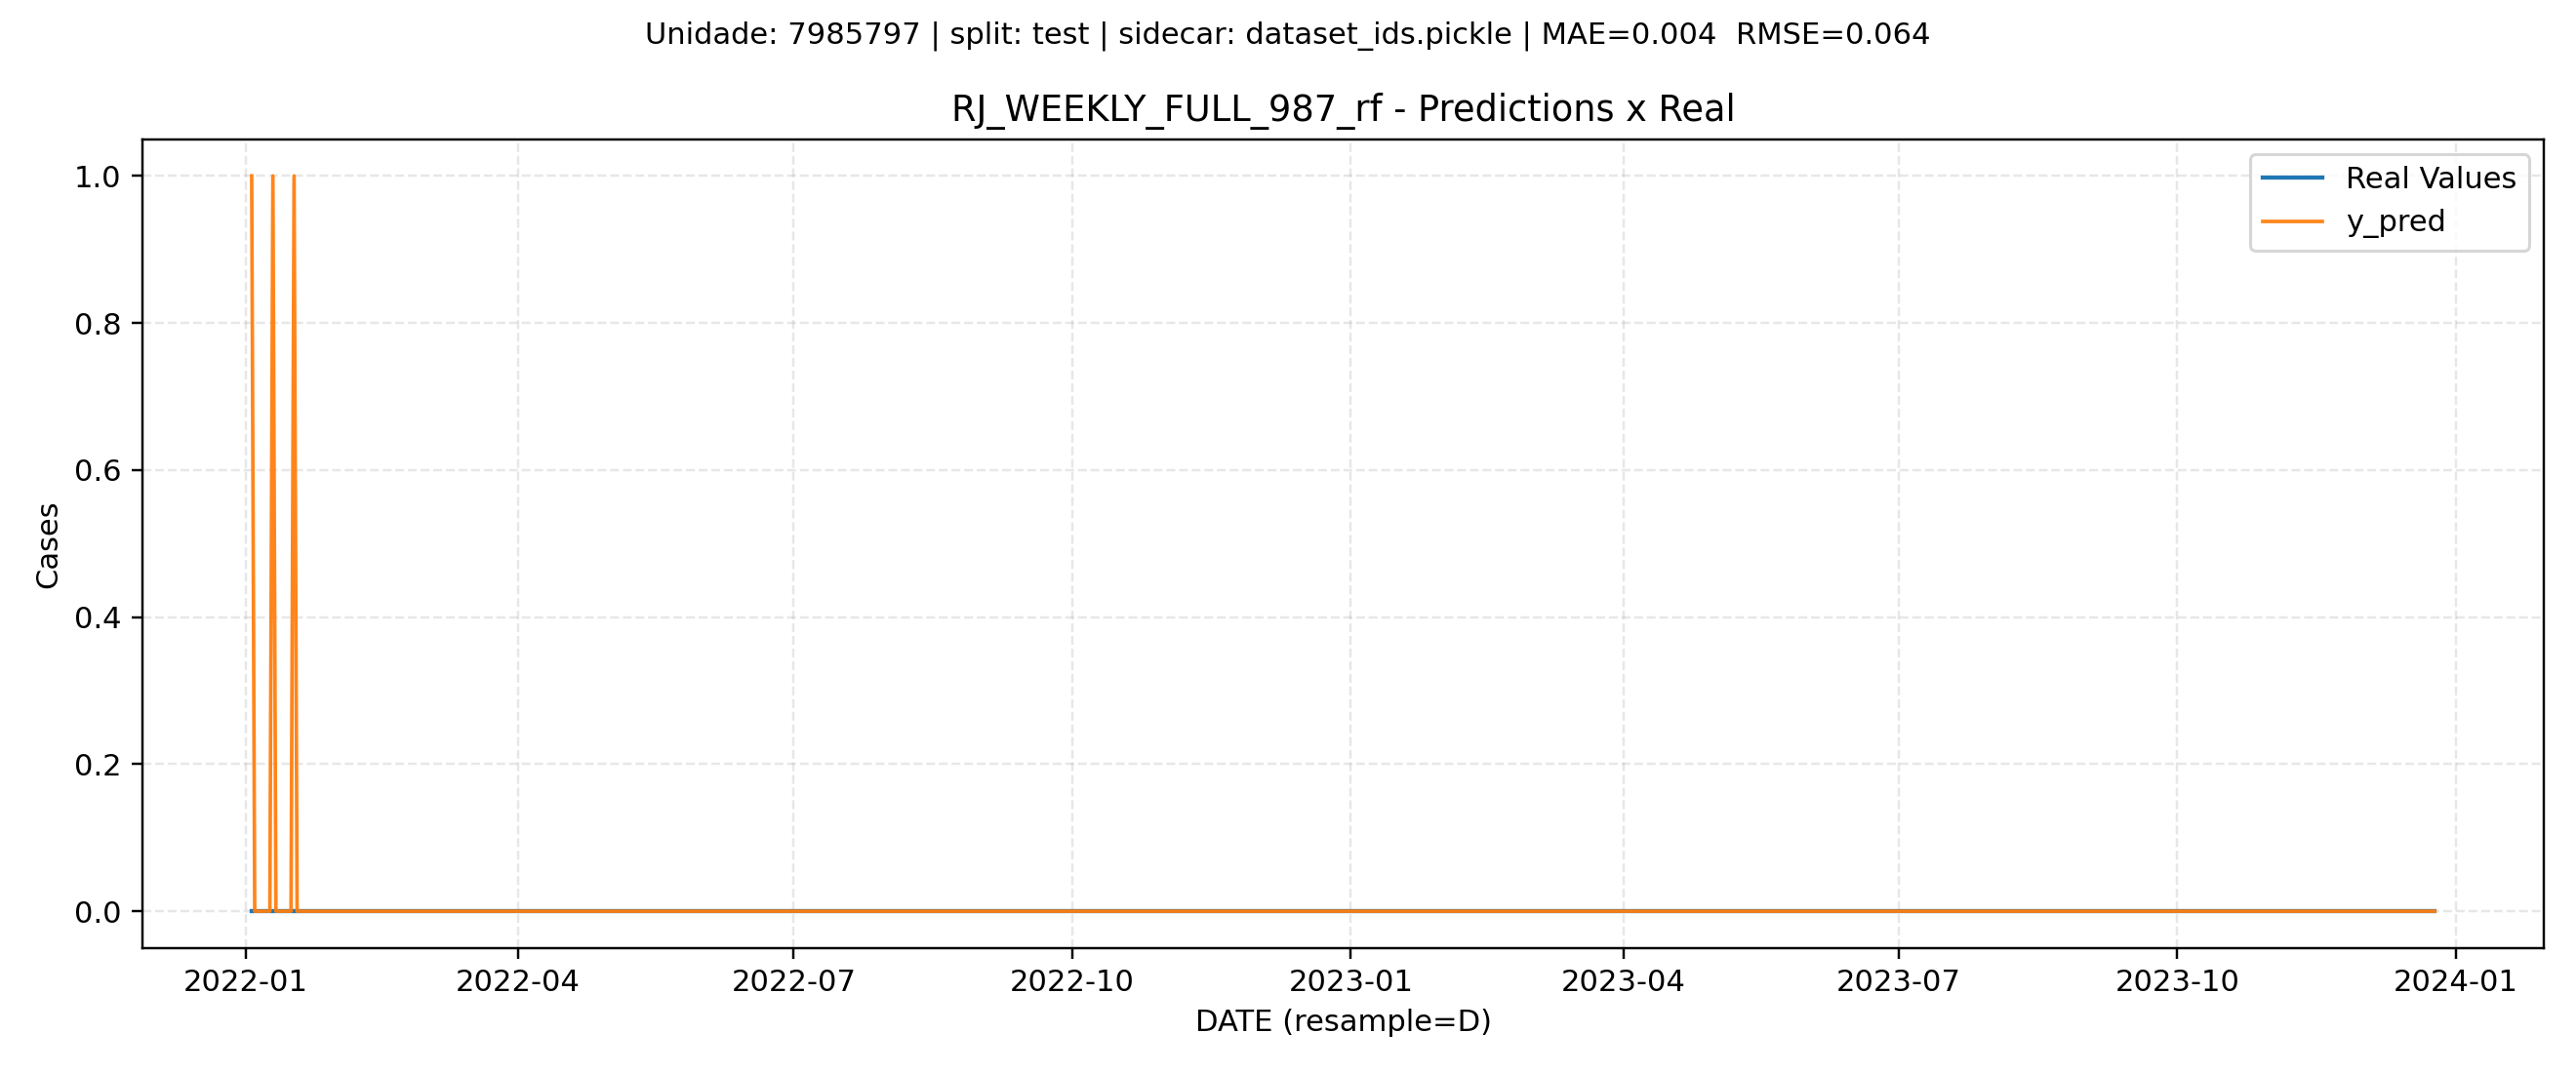 Unidade: 7985797 | split: test | sidecar: dataset_ids.pickle | MAE=0.004  RMSE=0.064
RJ_WEEKLY_FULL_987_rf - Predictions x Real
Real Values
y_pred
1.0
0.8
0.6
0.4
0.2
0.0
Cases
2022-01
2022-04
2022-07
2022-10
2023-01
2023-04
2023-07
2023-10
2024-01
DATE (resample=D)